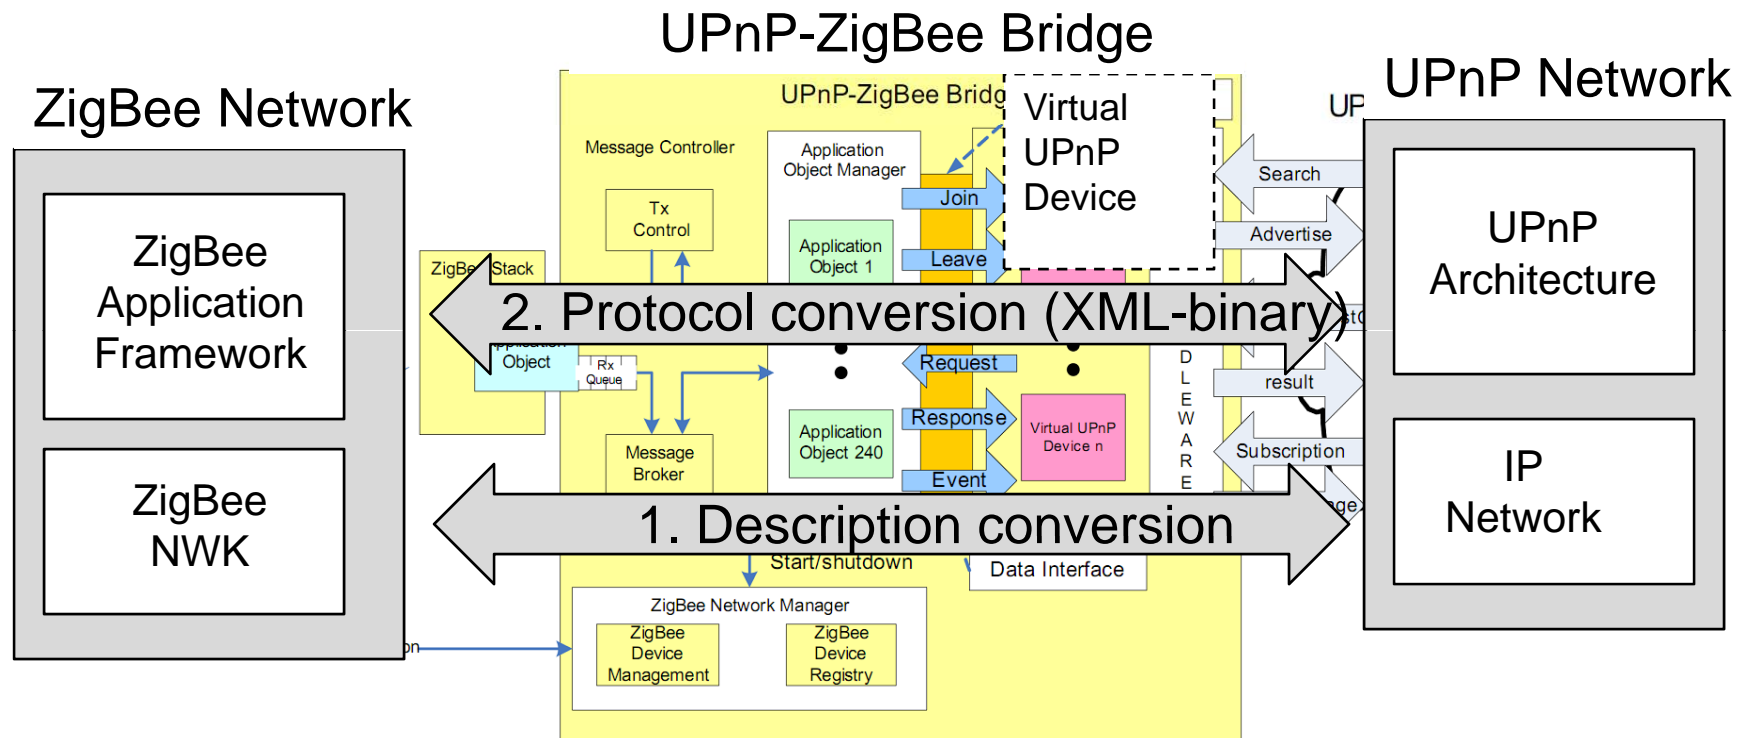 UPnP-ZigBee Bridge
ZigBee Network
UPnP Network
UPnP-ZigBee Bridg
UP
Virtual
UPnP
Device
Message Controller
Application
Object Manager
Tx
Control
Application
Object 1
Join
Leave
Search
Advertise
ZigBee
Application
Framework
ZigBee Stack
UPnP
Architecture
2. Protocol conversion (XML-binary)
Object
Rx
Queue
Request
Response
Event
D
L
E
W
A
R
E
result
Subscription
Message
Broker
Application
Object 240
Virtual UPnP
Device n
ZigBee
NWK
IP
Network
1. Description conversion
Start/shutdown
Data Interface
ZigBee Network Manager
ZigBee
Device
Management
ZigBee
Device
Registry
on